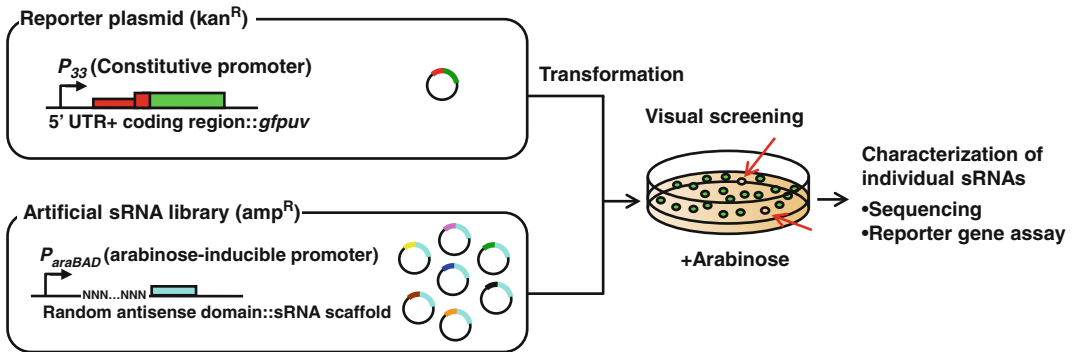 Reporter plasmid (kanR)
P33 (Constitutive promoter)
5' UTR+ coding region::gfpuv
Artificial sRNA library (ampR)
ParaBAD (arabinose-inducible promoter)
NNN...NNN
Random antisense domain::sRNA scaffold
Transformation
Visual screening
+Arabinose
Characterization of
individual sRNAs
•Sequencing
•Reporter gene assay